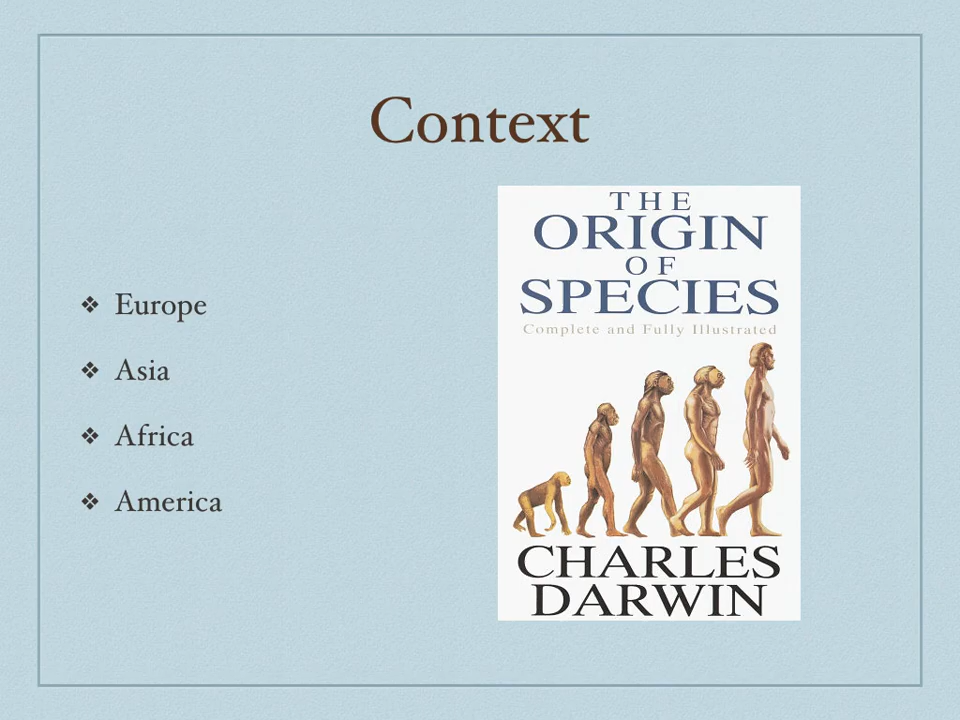 Context
Europe
Asia
Africa
America
THE
ORIGIN
OF
SPECIES
Complete and Fully Illustrated
CHARLES
DARWIN